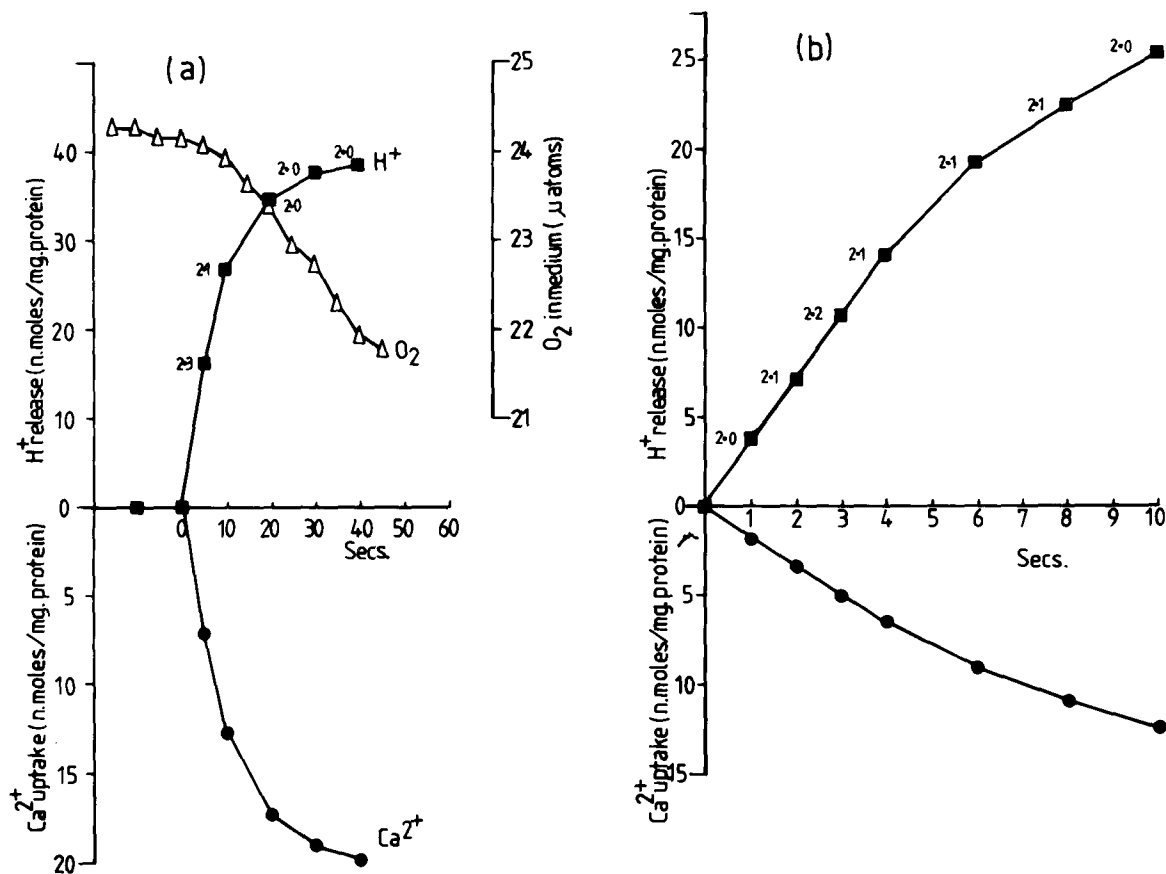 (a)
H⁺ release (n.moles/mg.protein)
40
30
20
10
0
Ca²⁺ uptake (n.moles/mg.protein)
5
10
15
20
0 10 20 30 40 50 60
Secs.
2·3
2·1
2·0
2·0
2·0
H⁺
O₂
Ca²⁺
25
24
23
22
21
O₂ in medium (μ atoms)
(b)
H⁺ release (n.moles/mg.protein)
25
20
15
10
5
0
Ca²⁺ uptake (n.moles/mg.protein)
5
10
15
1 2 3 4 5 6 7 8 9 10
Secs.
2·0
2·1
2·2
2·1
2·1
2·1
2·0